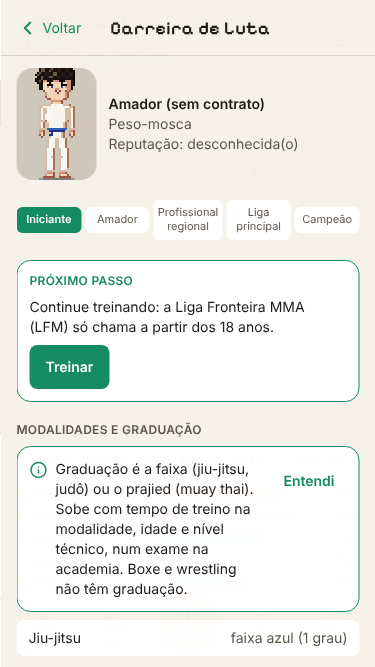 Voltar
Carreira de Luta
Amador (sem contrato)
Peso-mosca
Reputação: desconhecida(o)
Iniciante
Amador
Profissional
regional
Liga
principal
Campeão
PRÓXIMO PASSO
Continue treinando: a Liga Fronteira MMA
(LFM) só chama a partir dos 18 anos.
Treinar
MODALIDADES E GRADUAÇÃO
Graduação é a faixa (jiu-jitsu,
judô) ou o prajied (muay thai).
Sobe com tempo de treino na
modalidade, idade e nível
técnico, num exame na
academia. Boxe e wrestling
não têm graduação.
Entendi
Jiu-jitsu
faixa azul (1 grau)